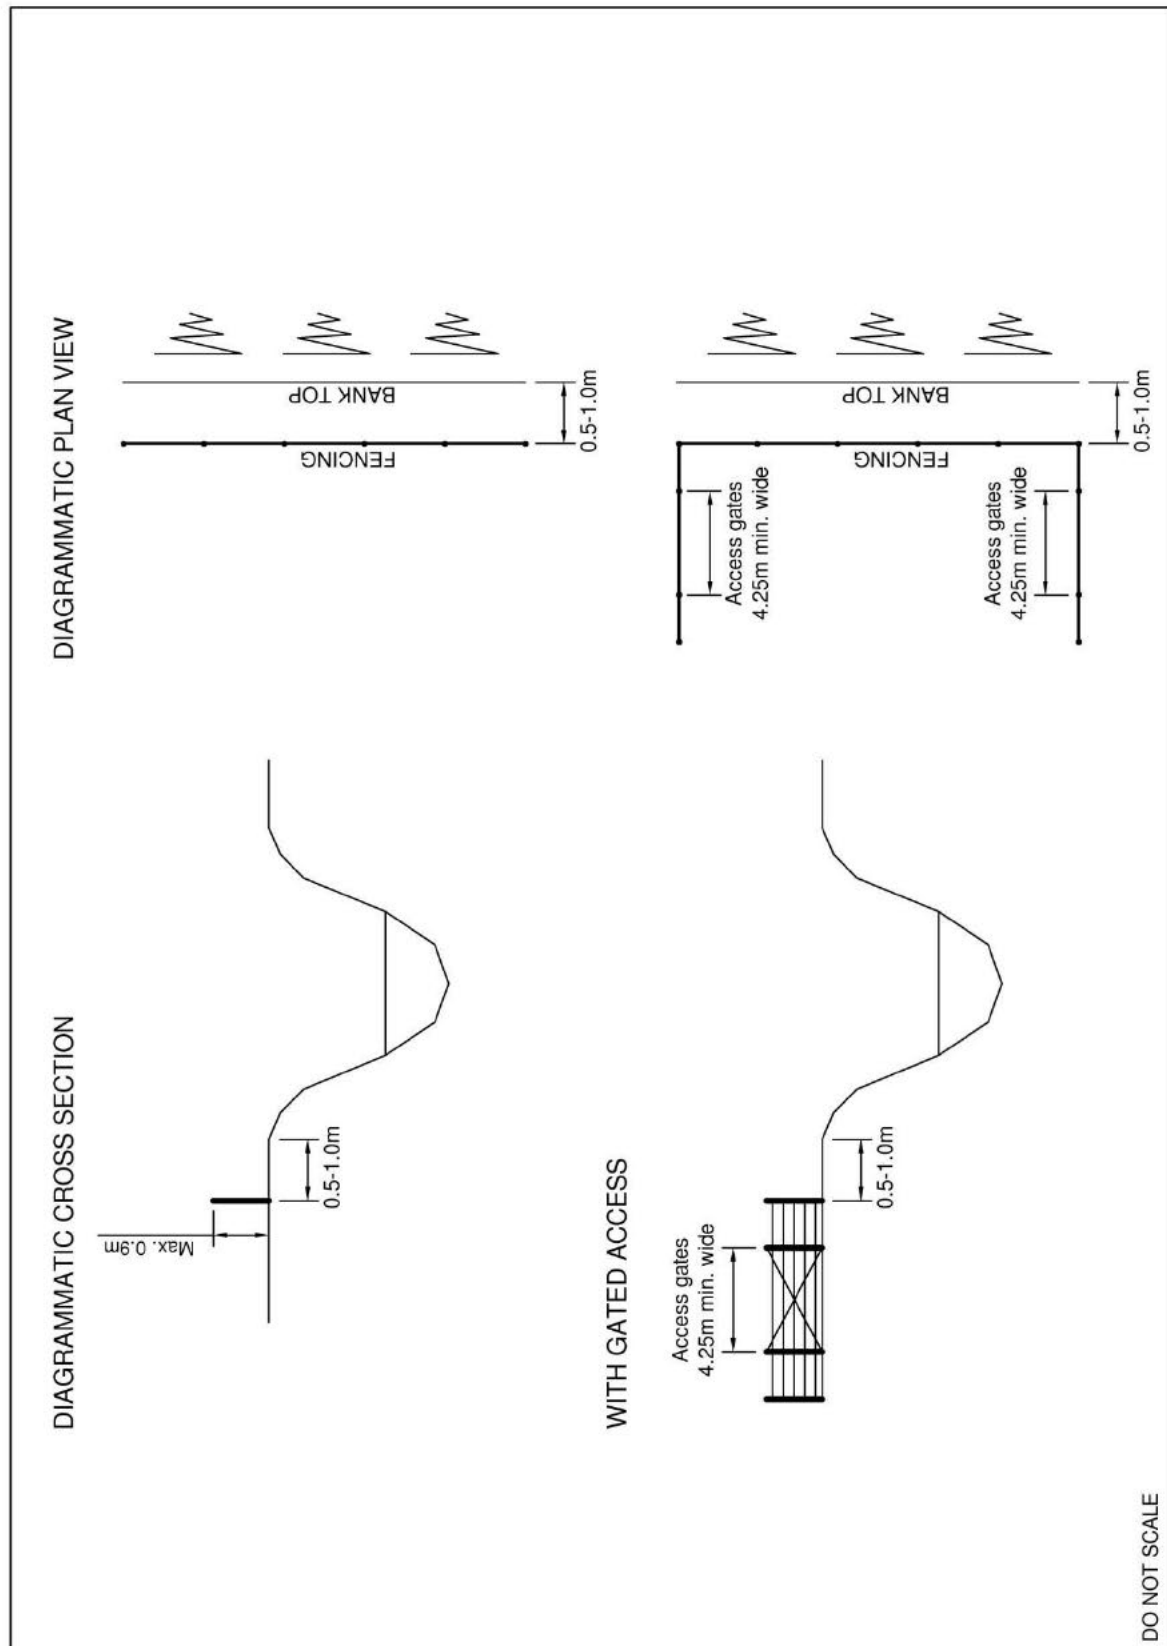 DIAGRAMMATIC CROSS SECTION
DIAGRAMMATIC PLAN VIEW
Max. 0.9m
0.5-1.0m
FENCING
BANK TOP
0.5-1.0m
WITH GATED ACCESS
Access gates
4.25m min. wide
0.5-1.0m
Access gates
4.25m min. wide
FENCING
BANK TOP
Access gates
4.25m min. wide
0.5-1.0m
DO NOT SCALE